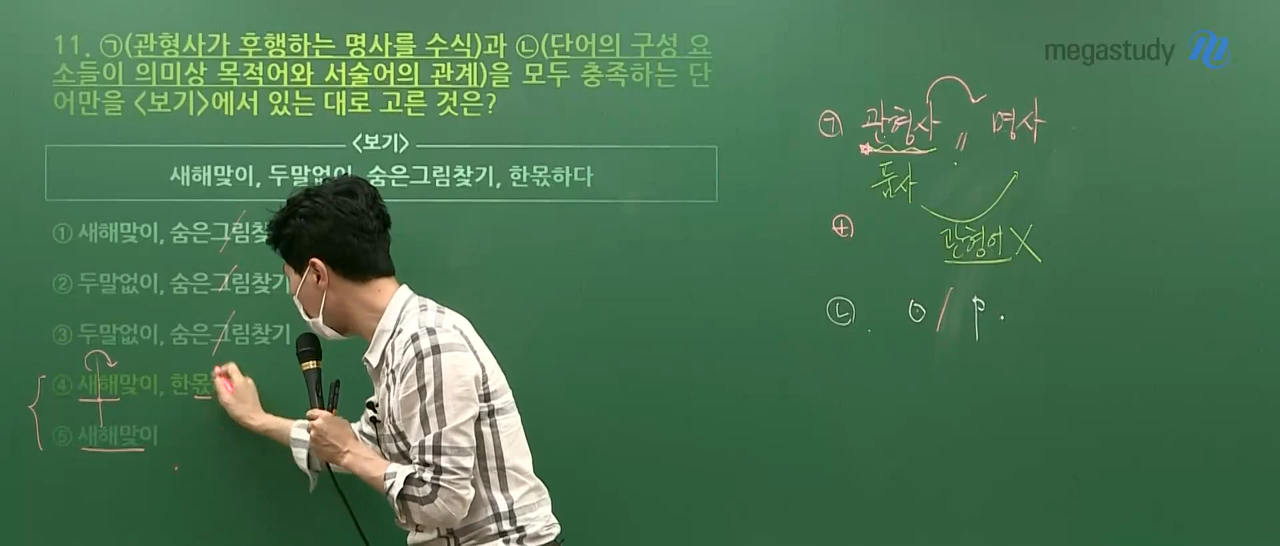 11. ㉠(관형사가 후행하는 명사를 수식)과 ㉡(단어의 구성 요
소들이 의미상 목적어와 서술어의 관계)을 모두 충족하는 단
어만을 <보기>에서 있는 대로 고른 것은?
<보기>
새해맞이, 두말없이, 숨은그림찾기, 한몫하다
① 새해맞이, 숨은그림찾
② 두말없이, 숨은그림찾기
③ 두말없이, 숨은그림찾기
④ 새해맞이, 한몫
⑤ 새해맞이
megastudy
㉠ 관형사 명사
품사
+
관형어 X
㉡ O / P.